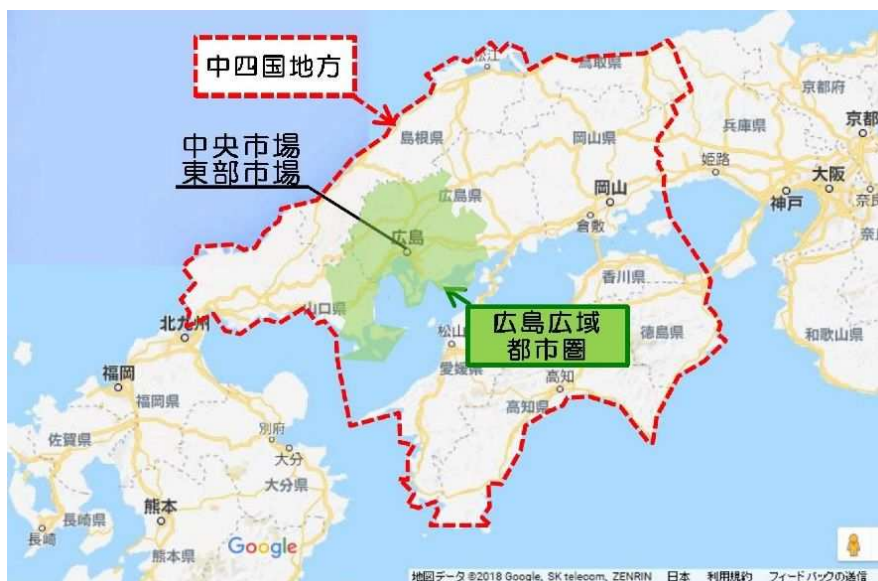 中四国地方
松江
鳥取県
京都府
京都
島根県
岡山県
兵庫県
中央市場
東部市場
姫路
大阪
岡山
神戸
奈良
広島県
倉敷
広島
香川県
山口県
北九州
松山
広島広域
都市圏
徳島県
和歌山県
愛媛県
高知
福岡
福岡県
高知県
別府
佐賀県
大分
大分県
熊本
長崎県
長崎
熊本県
Google
地図データ ©2018 Google, SK telecom, ZENRIN 日本 利用規約 フィードバックの送信